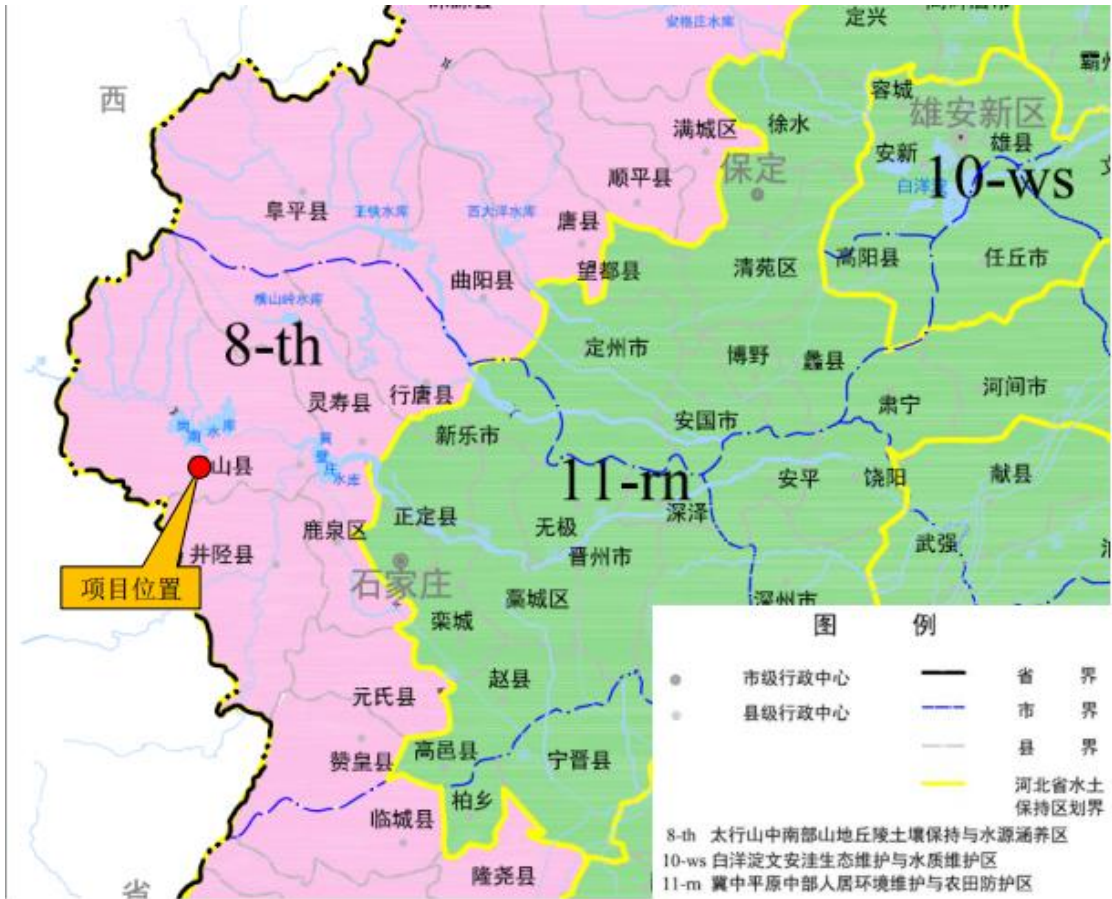 定兴
安格庄水库
霸州
西
容城
雄安新区
满城区
徐水
雄县
安新
保定
10-ws
顺平县
白洋淀
阜平县
王快水库
西大洋水库
唐县
望都县
清苑区
高阳县
任丘市
曲阳县
横山岭水库
8-th
定州市
博野
蠡县
河间市
灵寿县
行唐县
肃宁
安国市
新乐市
岗南水库
黄壁庄水库
山县
11-rn
安平
饶阳
献县
正定县
深泽
无极
鹿泉区
武强
井陉县
晋州市
石家庄
项目位置
藁城区
深州市
栾城
赵县
元氏县
高邑县
宁晋县
赞皇县
柏乡
临城县
隆尧县
省
图 例
市级行政中心
省 界
县级行政中心
市 界
县 界
河北省水土
保持区划界
8-th 太行山中南部山地丘陵土壤保持与水源涵养区
10-ws 白洋淀文安洼生态维护与水质维护区
11-rn 冀中平原中部人居环境维护与农田防护区